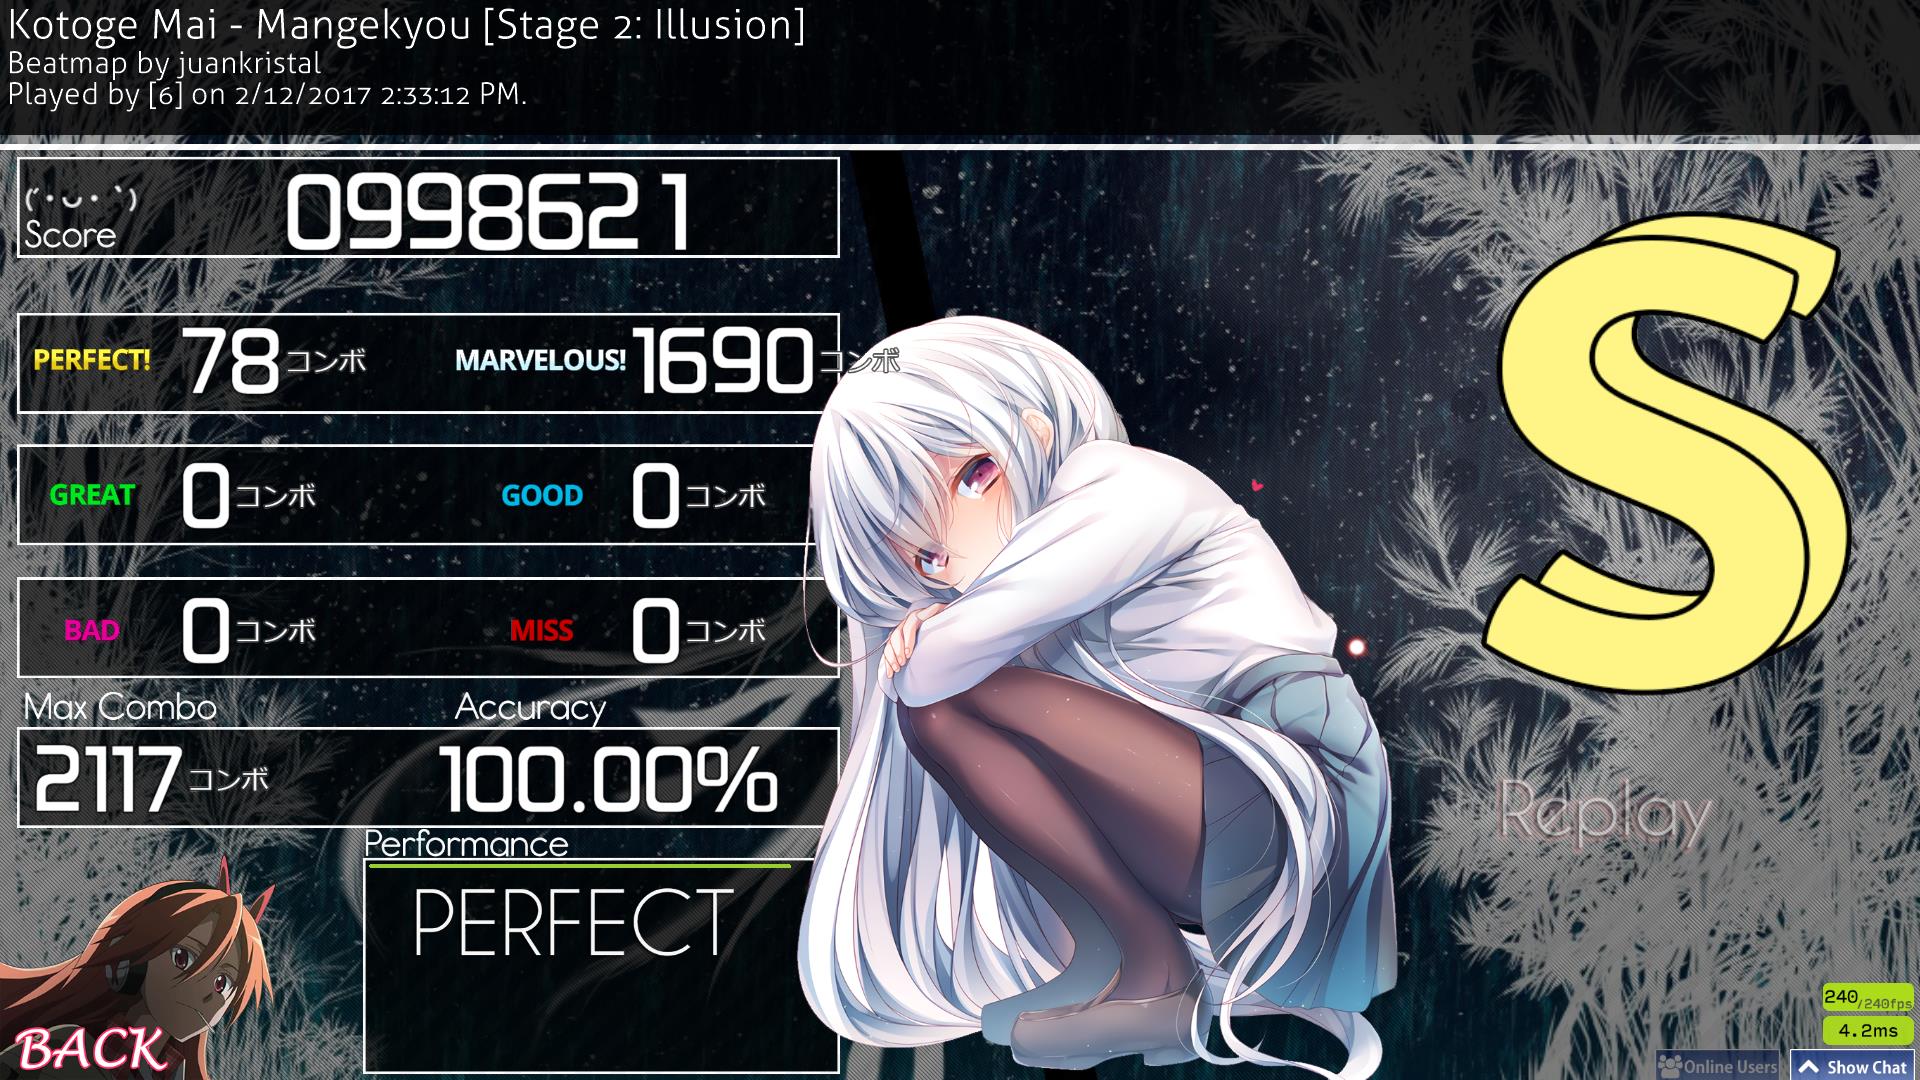 Kotoge Mai - Mangekyou [Stage 2: Illusion]
Beatmap by juankristal
Played by [6] on 2/12/2017 2:33:12 PM.
(´・ᴗ・`)
Score 0998621
PERFECT! 78コンボ MARVELOUS! 1690コンボ
GREAT 0コンボ GOOD 0コンボ
BAD 0コンボ MISS 0コンボ
Max Combo Accuracy
2117コンボ 100.00%
Performance
PERFECT
S
Replay
BACK
240/240fps
4.2ms
Online Users Show Chat